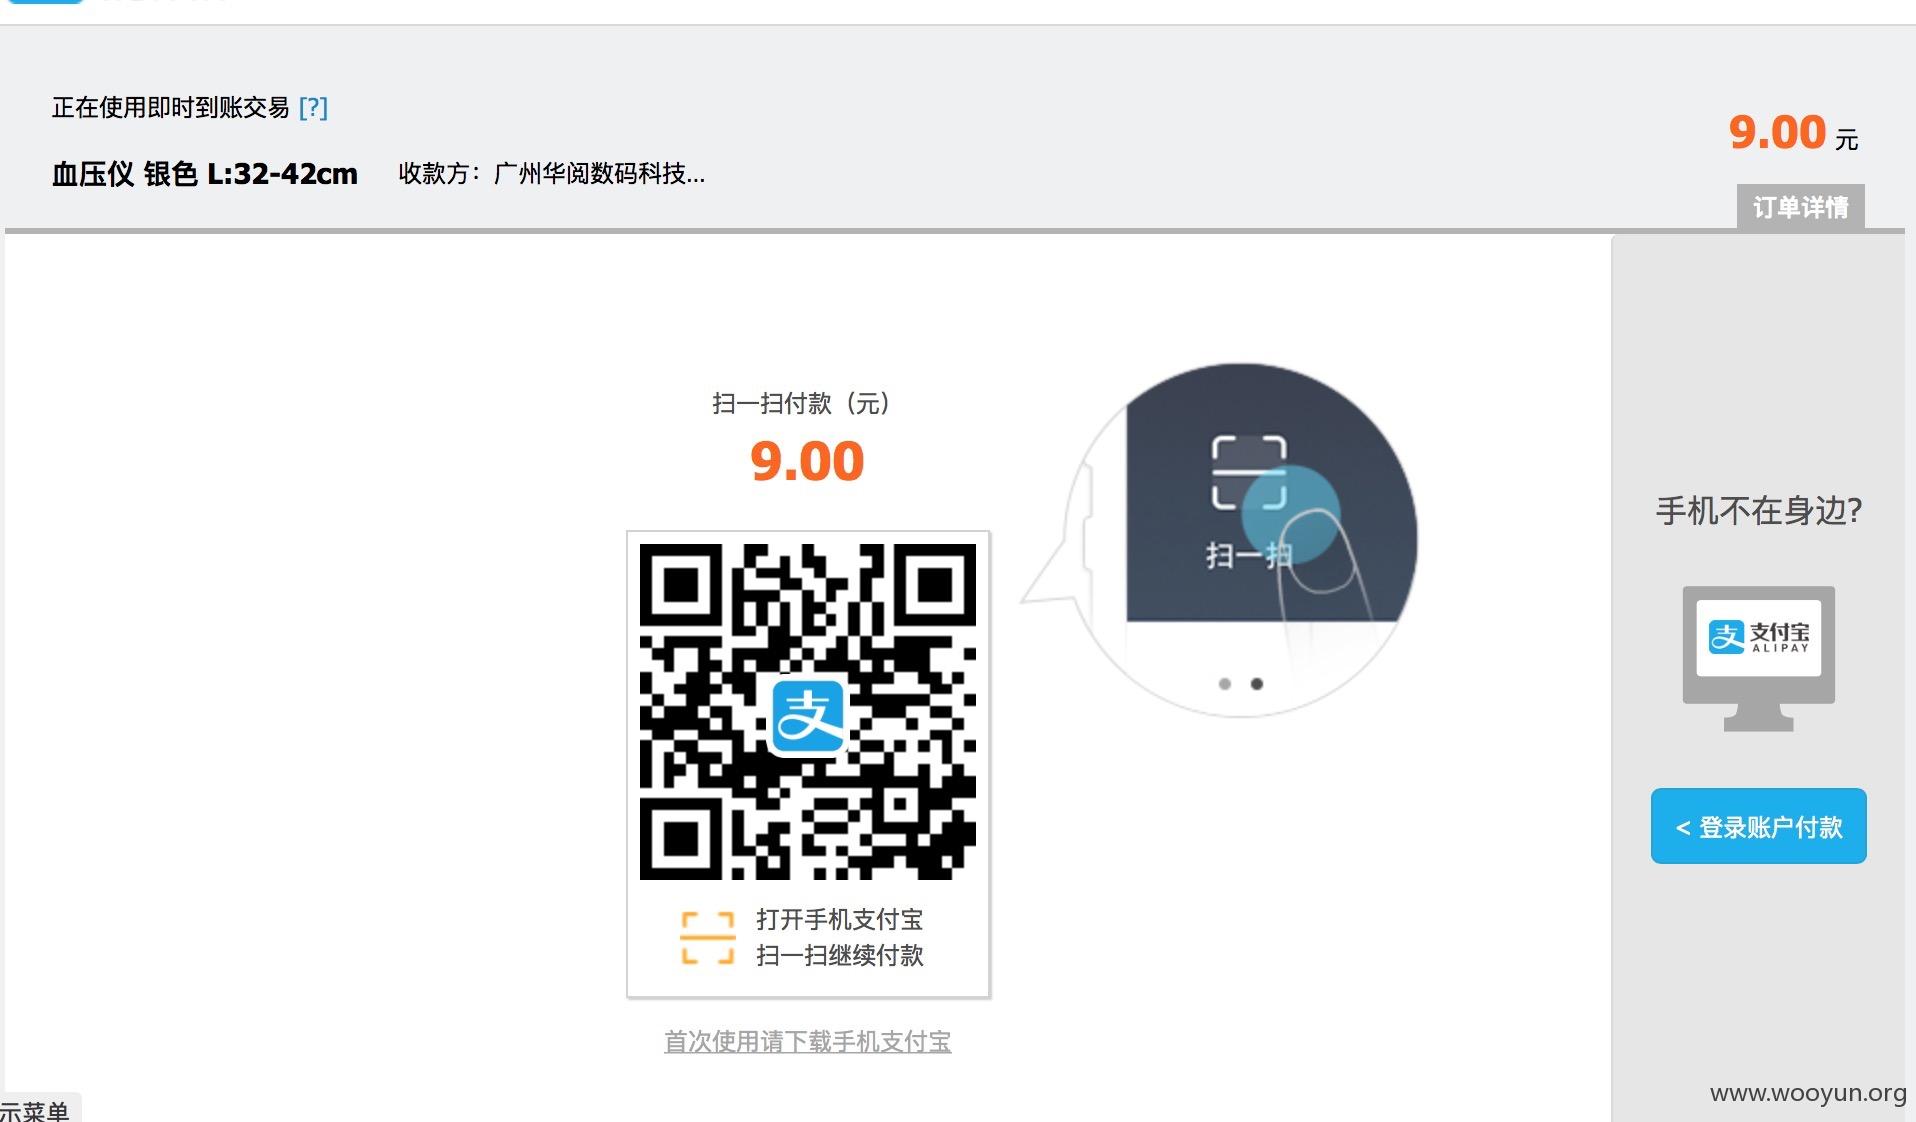 正在使用即时到账交易 [?]
9.00 元
血压仪 银色 L:32-42cm 收款方：广州华阅数码科技...
订单详情
扫一扫付款（元）
9.00
扫一扫
手机不在身边?
支付宝
ALIPAY
支
< 登录账户付款
打开手机支付宝
扫一扫继续付款
首次使用请下载手机支付宝
www.wooyun.org
示菜单